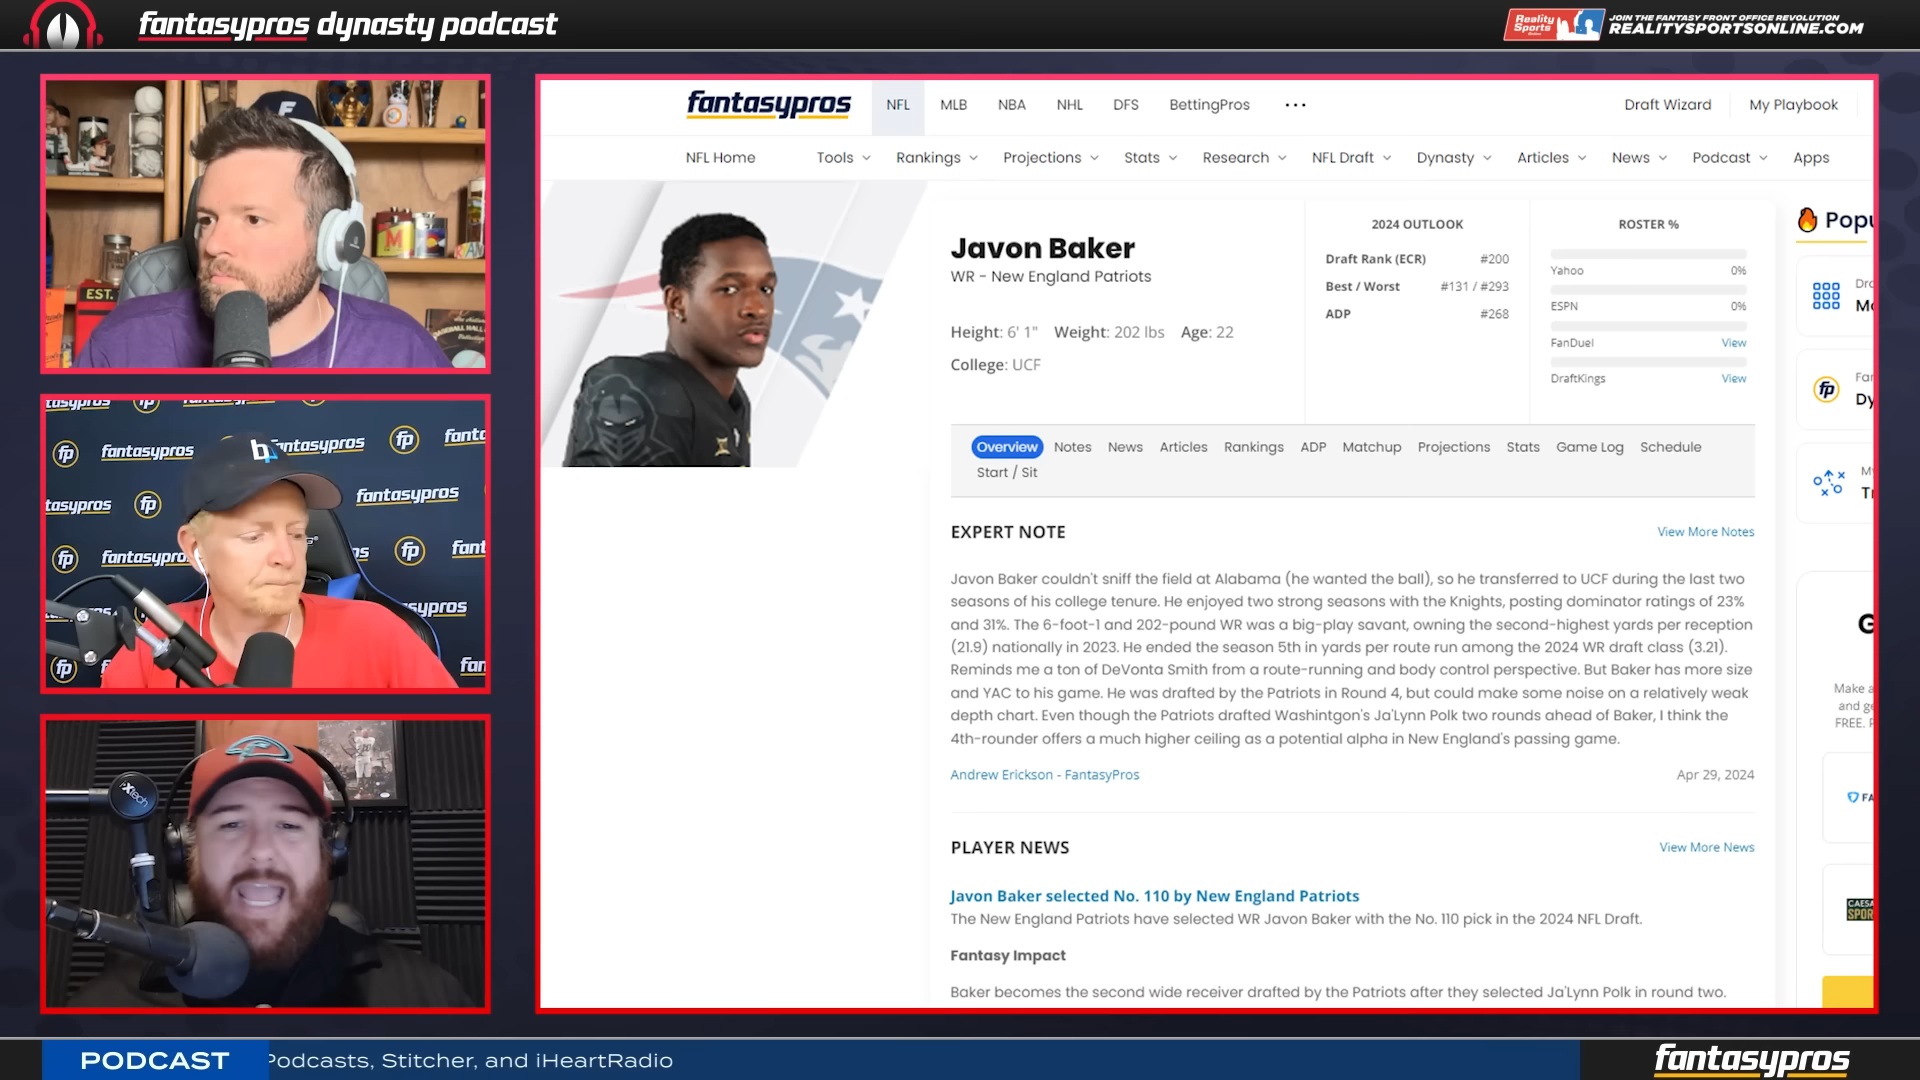 fantasypros dynasty podcast
Reality Sports Online
JOIN THE FANTASY FRONT OFFICE REVOLUTION
REALITYSPORTSONLINE.COM
EST.
M
fantasypros
fp
fantasypros
NFL
MLB
NBA
NHL
DFS
BettingPros
Draft Wizard
My Playbook
NFL Home
Tools
Rankings
Projections
Stats
Research
NFL Draft
Dynasty
Articles
News
Podcast
Apps
Javon Baker
WR - New England Patriots
Height: 6' 1" Weight: 202 lbs Age: 22
College: UCF
2024 OUTLOOK
Draft Rank (ECR) #200
Best / Worst #131 / #293
ADP #268
ROSTER %
Yahoo 0%
ESPN 0%
FanDuel View
DraftKings View
Overview Notes News Articles Rankings ADP Matchup Projections Stats Game Log Schedule
Start / Sit
EXPERT NOTE
View More Notes
Javon Baker couldn't sniff the field at Alabama (he wanted the ball), so he transferred to UCF during the last two
seasons of his college tenure. He enjoyed two strong seasons with the Knights, posting dominator ratings of 23%
and 31%. The 6-foot-1 and 202-pound WR was a big-play savant, owning the second-highest yards per reception
(21.9) nationally in 2023. He ended the season 5th in yards per route run among the 2024 WR draft class (3.21).
Reminds me a ton of DeVonta Smith from a route-running and body control perspective. But Baker has more size
and YAC to his game. He was drafted by the Patriots in Round 4, but could make some noise on a relatively weak
depth chart. Even though the Patriots drafted Washintgon's Ja'Lynn Polk two rounds ahead of Baker, I think the
4th-rounder offers a much higher ceiling as a potential alpha in New England's passing game.
Andrew Erickson - FantasyPros
Apr 29, 2024
PLAYER NEWS
View More News
Javon Baker selected No. 110 by New England Patriots
The New England Patriots have selected WR Javon Baker with the No. 110 pick in the 2024 NFL Draft.
Fantasy Impact
Baker becomes the second wide receiver drafted by the Patriots after they selected Ja'Lynn Polk in round two.
Popu
fp
Make a
and ge
FREE.
PODCAST
Podcasts, Stitcher, and iHeartRadio
fantasypros